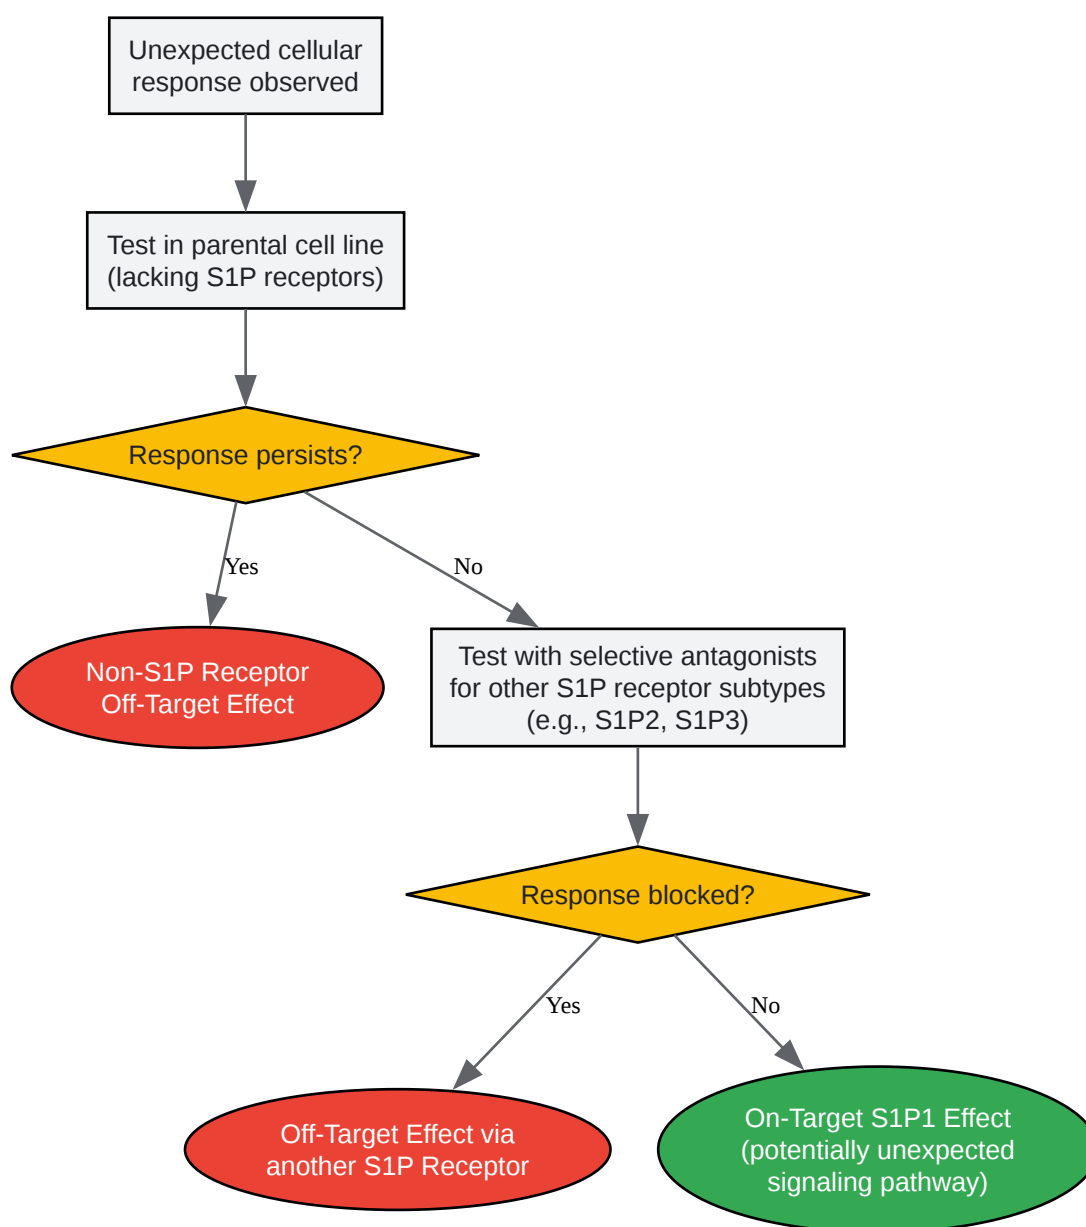 Unexpected cellular
response observed
Test in parental cell line
(lacking S1P receptors)
Response persists?
Yes
No
Non-S1P Receptor
Off-Target Effect
Test with selective antagonists
for other S1P receptor subtypes
(e.g., S1P2, S1P3)
Response blocked?
Yes
No
Off-Target Effect via
another S1P Receptor
On-Target S1P1 Effect
(potentially unexpected
signaling pathway)